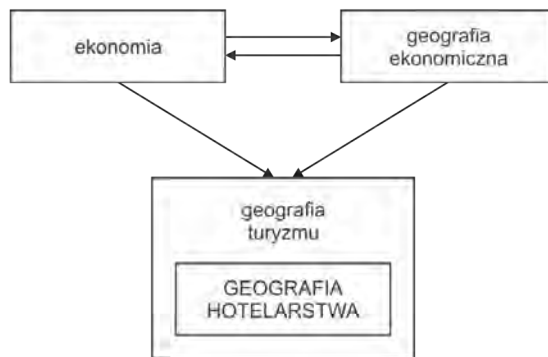 ekonomia
geografia
ekonomiczna
geografia
turyzmu
GEOGRAFIA
HOTELARSTWA